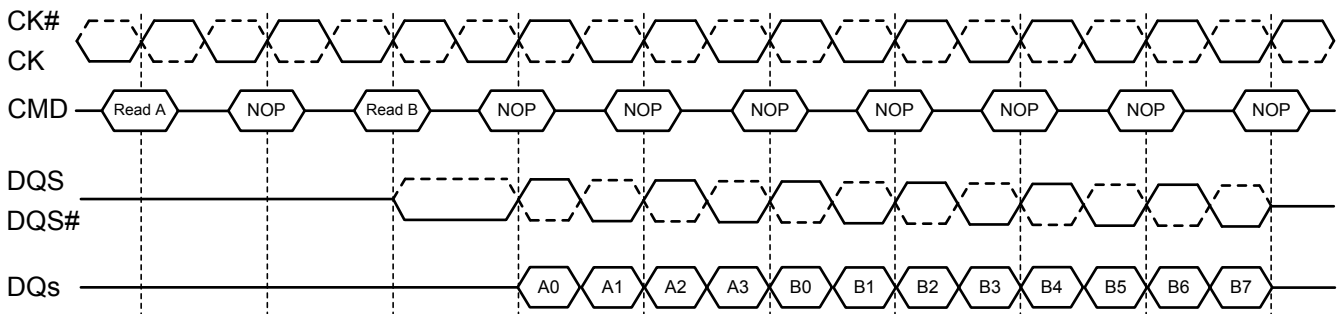 CK#
CK
CMD Read A NOP Read B NOP NOP NOP NOP NOP NOP NOP
DQS
DQS#
DQs A0 A1 A2 A3 B0 B1 B2 B3 B4 B5 B6 B7